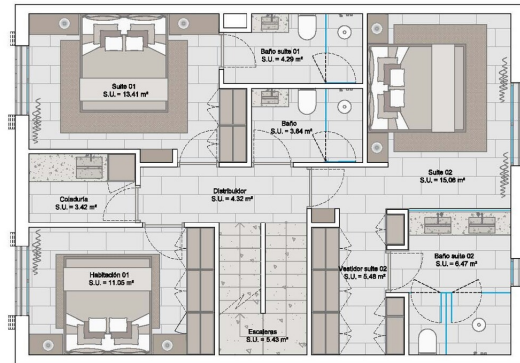 Baño suite 01
S.U. = 4.29 m²
Suite 01
S.U. = 13.41 m²
Baño
S.U. = 3.64 m²
Suite 02
S.U. = 15.06 m²
Distribuidor
S.U. = 4.32 m²
Coladuría
S.U. = 3.42 m²
Habitación 01
S.U. = 11.05 m²
Vestidor suite 02
S.U. = 5.48 m²
Baño suite 02
S.U. = 6.47 m²
Escaleras
S.U. = 5.43 m²